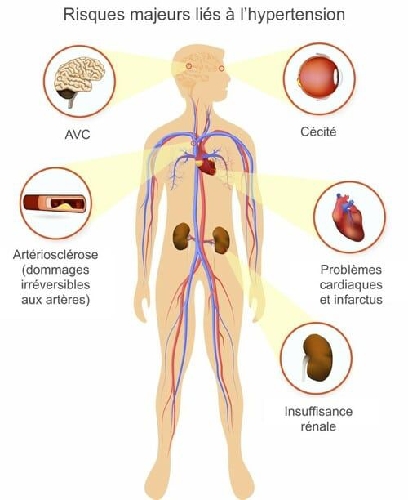 Risques majeurs liés à l'hypertension
AVC
Cécité
Artériosclérose
(dommages
irréversibles
aux artères)
Problèmes
cardiaques
et infarctus
Insuffisance
rénale